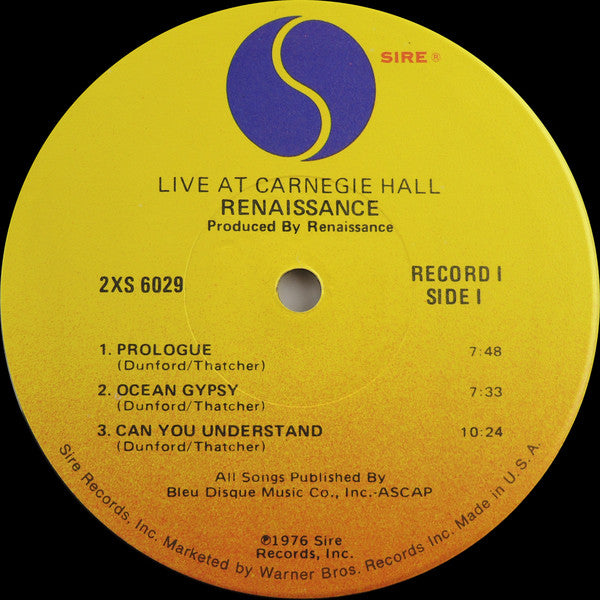 SIRE ®
LIVE AT CARNEGIE HALL
RENAISSANCE
Produced By Renaissance
2XS 6029
RECORD I
SIDE I
1. PROLOGUE 7:48
(Dunford/Thatcher)
2. OCEAN GYPSY 7:33
(Dunford/Thatcher)
3. CAN YOU UNDERSTAND 10:24
(Dunford/Thatcher)
All Songs Published By
Bleu Disque Music Co., Inc.-ASCAP
℗1976 Sire
Records, Inc.
Sire Records, Inc. Marketed by Warner Bros. Records Inc. Made in U.S.A.